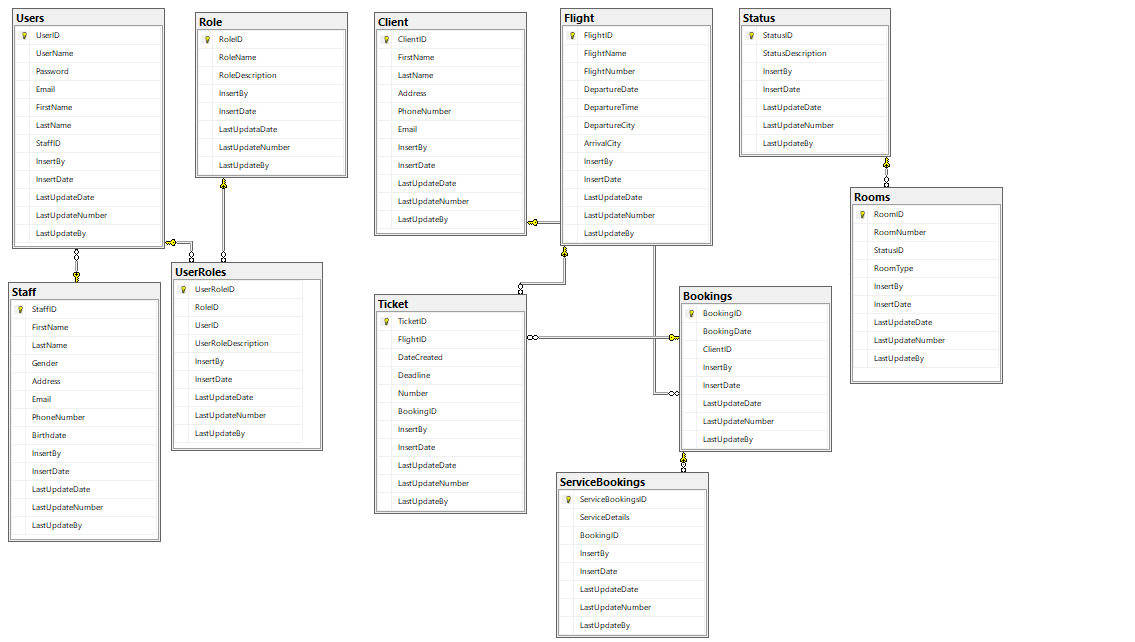 Users
UserID
UserName
Password
Email
FirstName
LastName
StaffID
InsertBy
InsertDate
LastUpdateDate
LastUpdateNumber
LastUpdateBy
Role
RoleID
RoleName
RoleDescription
InsertBy
InsertDate
LastUpdataDate
LastUpdateNumber
LastUpdateBy
Client
ClientID
FirstName
LastName
Address
PhoneNumber
Email
InsertBy
InsertDate
LastUpdateDate
LastUpdateNumber
LastUpdateBy
Flight
FlightID
FlightName
FlightNumber
DepartureDate
DepartureTime
DepartureCity
ArrivalCity
InsertBy
InsertDate
LastUpdateDate
LastUpdateNumber
LastUpdateBy
Status
StatusID
StatusDescription
InsertBy
InsertDate
LastUpdateDate
LastUpdateNumber
LastUpdateBy
Rooms
RoomID
RoomNumber
StatusID
RoomType
InsertBy
InsertDate
LastUpdateDate
LastUpdateNumber
LastUpdateBy
Staff
StaffID
FirstName
LastName
Gender
Address
Email
PhoneNumber
Birthdate
InsertBy
InsertDate
LastUpdateDate
LastUpdateNumber
LastUpdateBy
UserRoles
UserRoleID
RoleID
UserID
UserRoleDescription
InsertBy
InsertDate
LastUpdateDate
LastUpdateNumber
LastUpdateBy
Ticket
TicketID
FlightID
DateCreated
Deadline
Number
BookingID
InsertBy
InsertDate
LastUpdateDate
LastUpdateNumber
LastUpdateBy
Bookings
BookingID
BookingDate
ClientID
InsertBy
InsertDate
LastUpdateDate
LastUpdateNumber
LastUpdateBy
ServiceBookings
ServiceBookingsID
ServiceDetails
BookingID
InsertBy
InsertDate
LastUpdateDate
LastUpdateNumber
LastUpdateBy